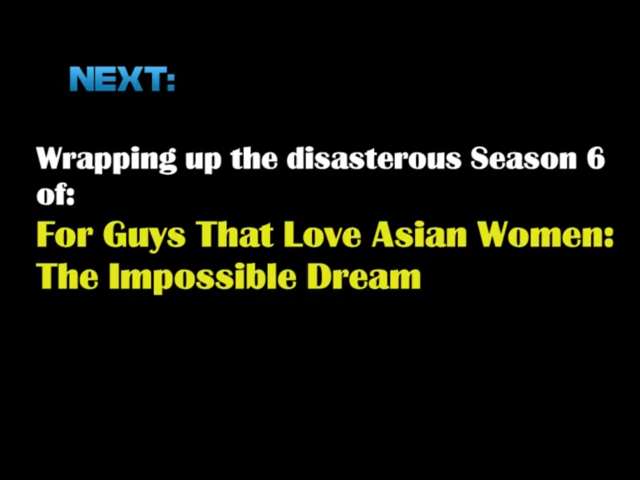 NEXT:
Wrapping up the disasterous Season 6
of:
For Guys That Love Asian Women:
The Impossible Dream